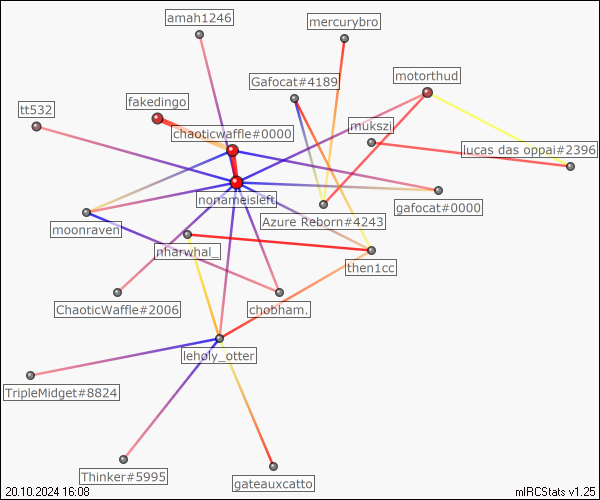 amah1246
mercurybro
Gafocat#4189
motorthud
fakedingo
tt532
chaoticwaffle#0000
mukszi
lucas das oppai#2396
nonameisleft
gafocat#0000
Azure Reborn#4243
moonraven
nharwhal_
then1cc
ChaoticWaffle#2006
chobham.
leholy_otter
TripleMidget#8824
Thinker#5995
gateauxcatto
20.10.2024 16:08
mIRCStats v1.25